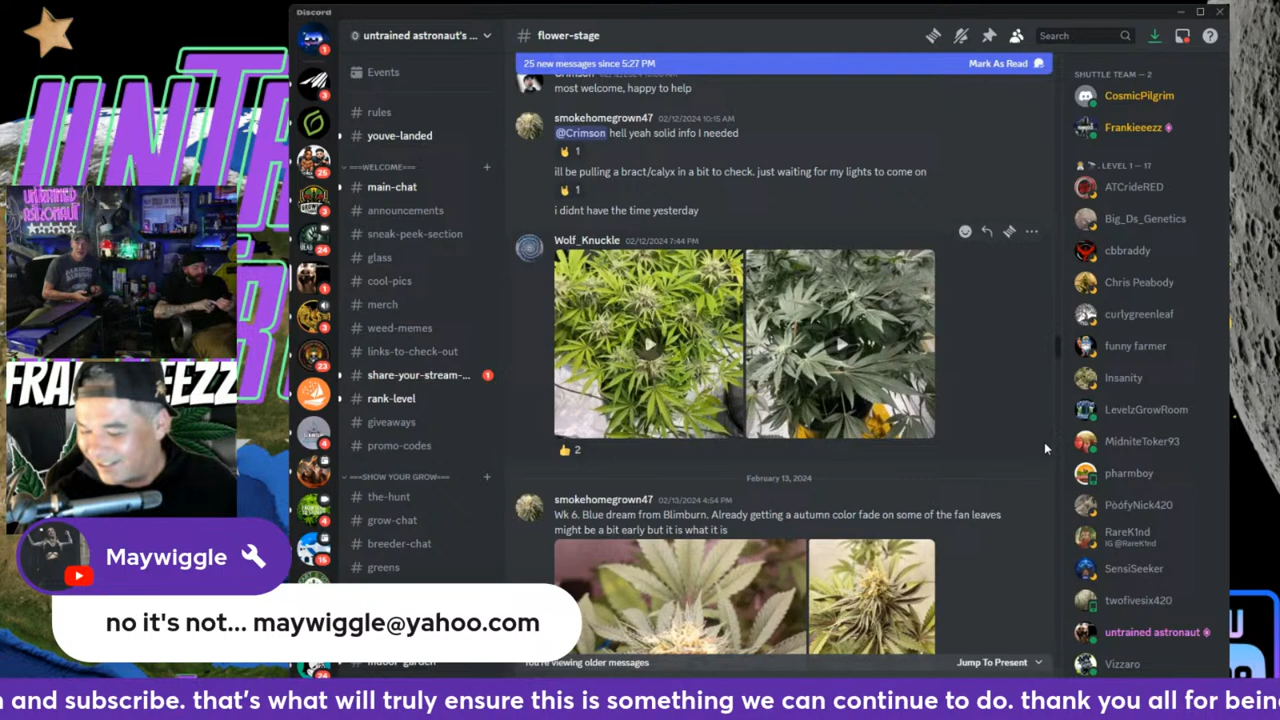 Discord
untrained astronaut's ...
# flower-stage
Search
25 new messages since 5:27 PM
Mark As Read
Events
# rules
# youve-landed
===WELCOME===
# main-chat
# announcements
# sneak-peek-section
# glass
# cool-pics
# merch
# weed-memes
# links-to-check-out
# share-your-stream-... 1
# rank-level
# giveaways
# promo-codes
===SHOW YOUR GROW===
# the-hunt
# grow-chat
# breeder-chat
# greens
most welcome, happy to help
smokehomegrown47 02/12/2024 10:15 AM
@Crimson hell yeah solid info I needed
1
ill be pulling a bract/calyx in a bit to check. just waiting for my lights to come on
1
i didnt have the time yesterday
Wolf_Knuckle 02/12/2024 7:44 PM
2
February 13, 2024
smokehomegrown47 02/13/2024 4:54 PM
Wk 6. Blue dream from Blimburn. Already getting a autumn color fade on some of the fan leaves
might be a bit early but it is what it is
You're viewing older messages
Jump To Present
SHUTTLE TEAM — 2
CosmicPilgrim
Frankieeezz
LEVEL 1 — 17
ATCrideRED
Big_Ds_Genetics
cbbraddy
Chris Peabody
curlygreenleaf
funny farmer
Insanity
LevelzGrowRoom
MidniteToker93
pharmboy
PöófyNick420
RareK1nd
IG @RareK1nd
SensiSeeker
twofivesix420
untrained astronaut
Vizzaro
Maywiggle
no it's not... maywiggle@yahoo.com
and subscribe. that's what will truly ensure this is something we can continue to do. thank you all for bein